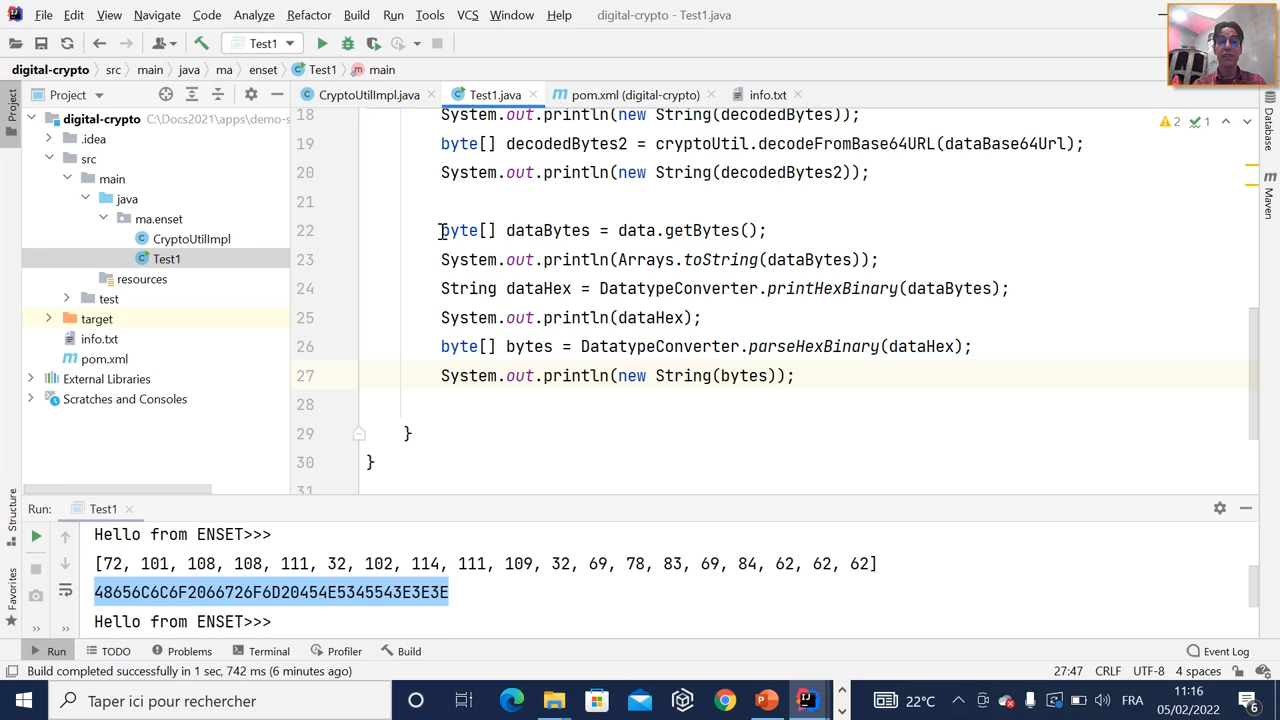 File Edit View Navigate Code Analyze Refactor Build Run Tools VCS Window Help digital-crypto - Test1.java
Test1
digital-crypto src main java ma enset Test1 main
Project
CryptoUtilImpl.java Test1.java pom.xml (digital-crypto) info.txt
Project
digital-crypto C:\Docs2021\apps\demo-s
.idea
src
main
java
ma.enset
CryptoUtilImpl
Test1
resources
test
target
info.txt
pom.xml
External Libraries
Scratches and Consoles
Structure
Favorites
18 System.out.println(new String(decodedBytes));
19 byte[] decodedBytes2 = cryptoUtil.decodeFromBase64URL(dataBase64Url);
20 System.out.println(new String(decodedBytes2));
21
22 byte[] dataBytes = data.getBytes();
23 System.out.println(Arrays.toString(dataBytes));
24 String dataHex = DatatypeConverter.printHexBinary(dataBytes);
25 System.out.println(dataHex);
26 byte[] bytes = DatatypeConverter.parseHexBinary(dataHex);
27 System.out.println(new String(bytes));
28
29 }
30 }
31
2 1
Database
Maven
Run: Test1
Hello from ENSET>>>
[72, 101, 108, 108, 111, 32, 102, 114, 111, 109, 32, 69, 78, 83, 69, 84, 62, 62, 62]
48656C6C6F2066726F6D20454E5345543E3E3E
Hello from ENSET>>>
Run TODO Problems Terminal Profiler Build Event Log
Build completed successfully in 1 sec, 742 ms (6 minutes ago) 27:47 CRLF UTF-8 4 spaces
Taper ici pour rechercher 22°C FRA 11:16
05/02/2022
6